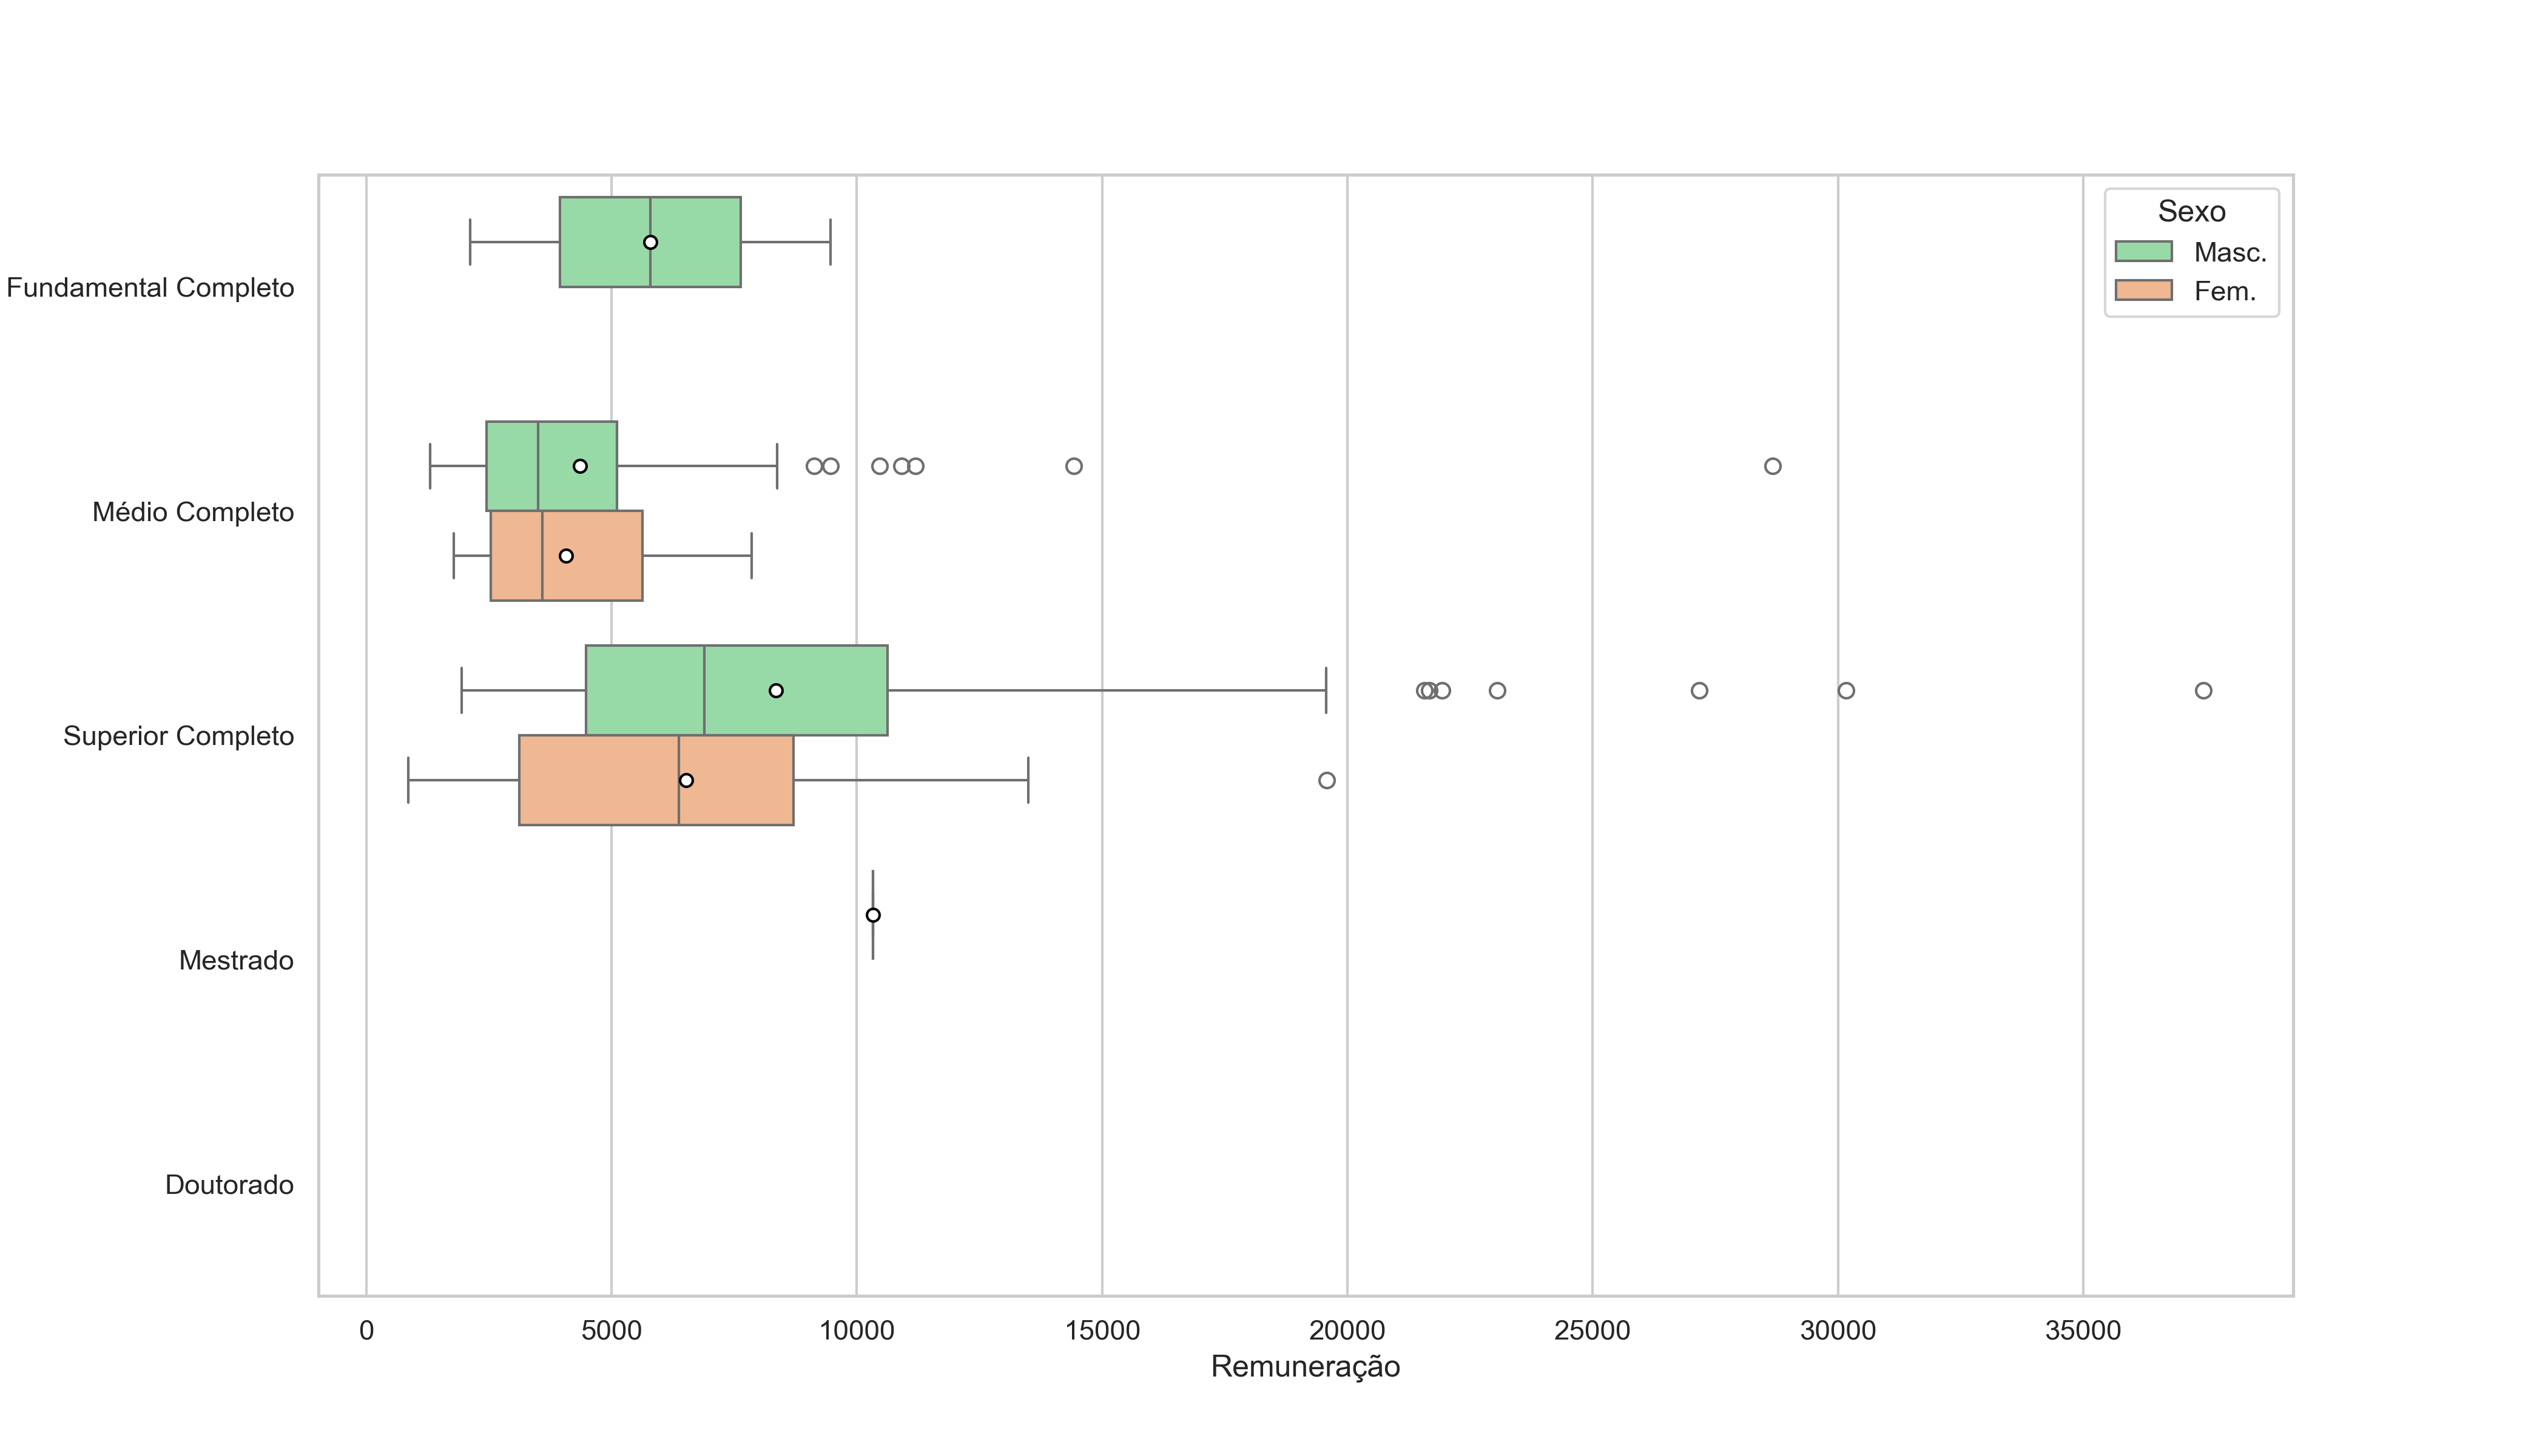 Sexo
Masc.
Fem.
Fundamental Completo
Médio Completo
Superior Completo
Mestrado
Doutorado
0 5000 10000 15000 20000 25000 30000 35000
Remuneração